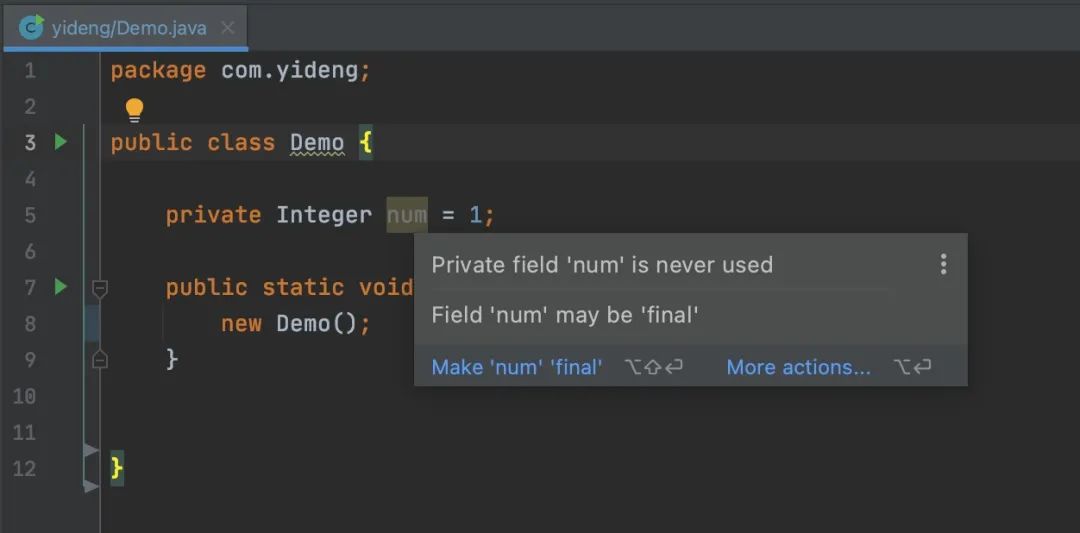 yideng/Demo.java
1 package com.yideng;
2
3 public class Demo {
4
5 private Integer num = 1;
6
Private field 'num' is never used
7 public static void
Field 'num' may be 'final'
8 new Demo();
9 }
Make 'num' 'final' ⌥⇧⏎ More actions... ⌥⏎
10
11
12 }